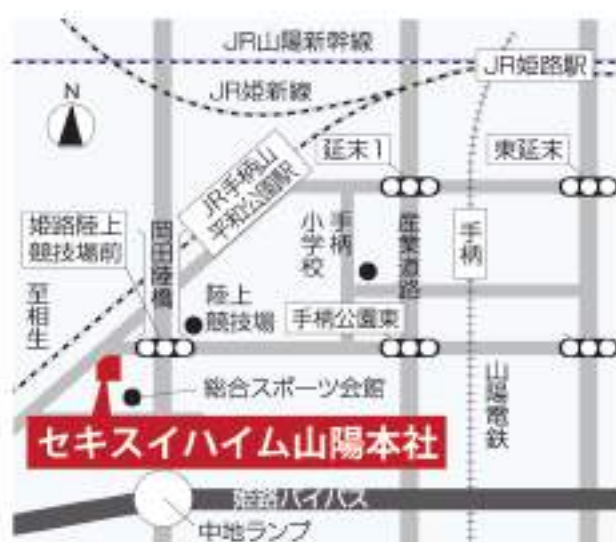 JR山陽新幹線
JR姫路駅
JR姫新線
N
延末1
東延末
JR手柄山
平和公園駅
姫路陸上
競技場前
岡田陸橋
手柄
小学校
産業道路
手柄
至相生
陸上
競技場
手柄公園東
山陽電鉄
総合スポーツ会館
セキスイハイム山陽本社
姫路バイパス
中地ランプ